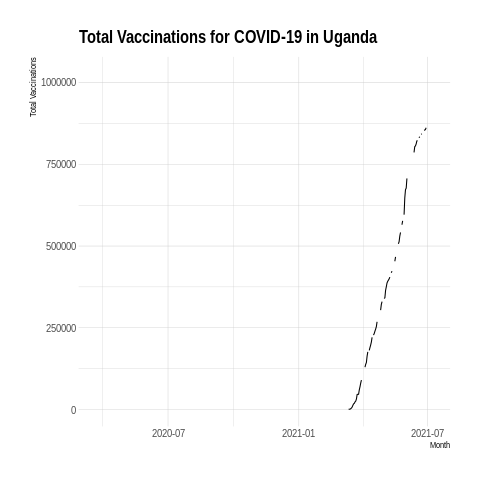 Total Vaccinations for COVID-19 in Uganda
Total Vaccinations
1000000
750000
500000
250000
0
2020-07 2021-01 2021-07
Month